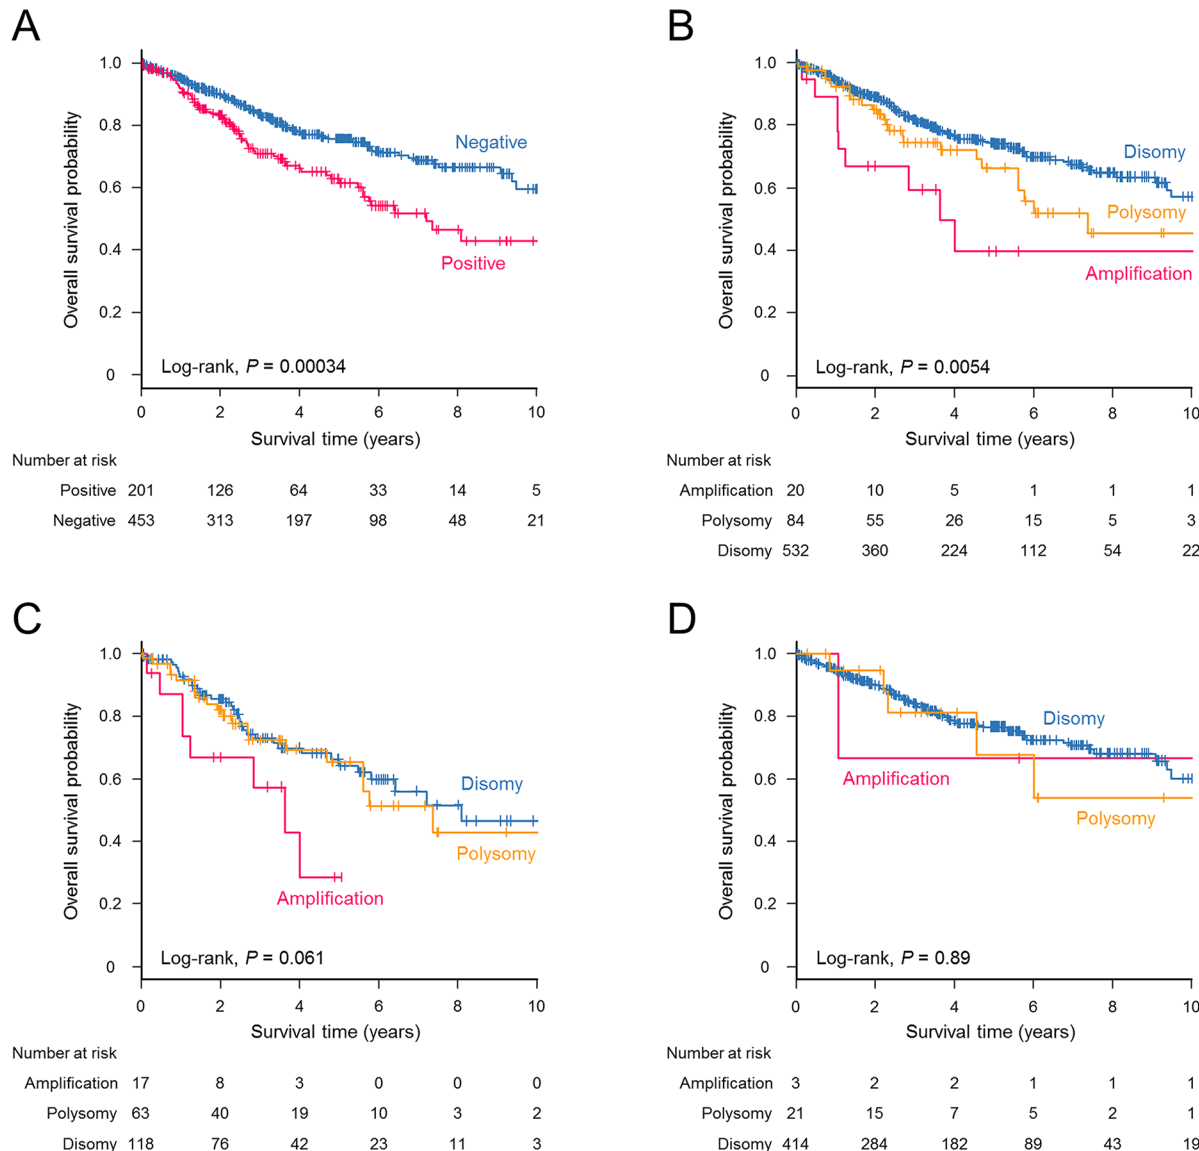 A
1.0
0.8
0.6
0.4
0.2
0
Overall survival probability
Negative
Positive
Log-rank, P = 0.00034
0 2 4 6 8 10
Survival time (years)
Number at risk
Positive 201 126 64 33 14 5
Negative 453 313 197 98 48 21
B
1.0
0.8
0.6
0.4
0.2
0
Overall survival probability
Disomy
Polysomy
Amplification
Log-rank, P = 0.0054
0 2 4 6 8 10
Survival time (years)
Number at risk
Amplification 20 10 5 1 1 1
Polysomy 84 55 26 15 5 3
Disomy 532 360 224 112 54 22
C
1.0
0.8
0.6
0.4
0.2
0
Overall survival probability
Disomy
Polysomy
Amplification
Log-rank, P = 0.061
0 2 4 6 8 10
Survival time (years)
Number at risk
Amplification 17 8 3 0 0 0
Polysomy 63 40 19 10 3 2
Disomy 118 76 42 23 11 3
D
1.0
0.8
0.6
0.4
0.2
0
Overall survival probability
Disomy
Amplification
Polysomy
Log-rank, P = 0.89
0 2 4 6 8 10
Survival time (years)
Number at risk
Amplification 3 2 2 1 1 1
Polysomy 21 15 7 5 2 1
Disomy 414 284 182 89 43 19